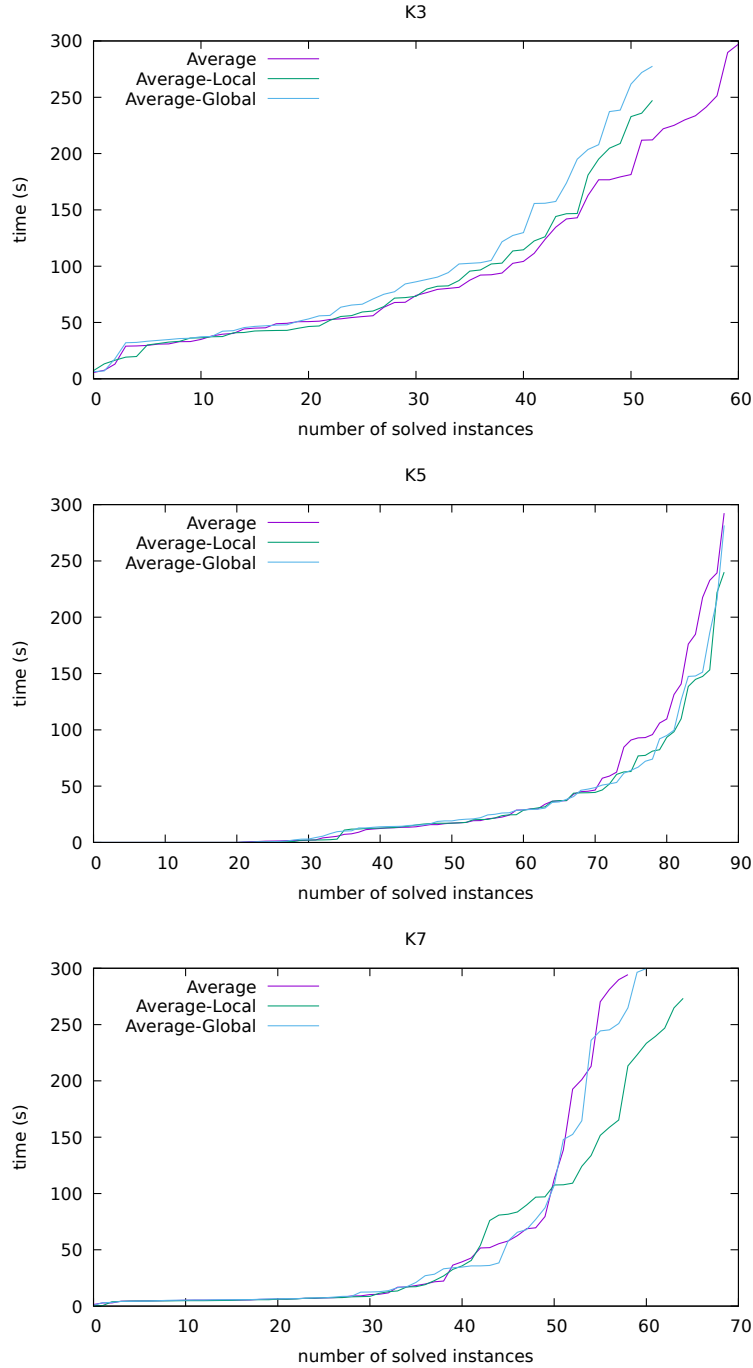 K3
300
250
200
150
100
50
0
time (s)
Average
Average-Local
Average-Global
0 10 20 30 40 50 60
number of solved instances
K5
300
250
200
150
100
50
0
time (s)
Average
Average-Local
Average-Global
0 10 20 30 40 50 60 70 80 90
number of solved instances
K7
300
250
200
150
100
50
0
time (s)
Average
Average-Local
Average-Global
0 10 20 30 40 50 60 70
number of solved instances